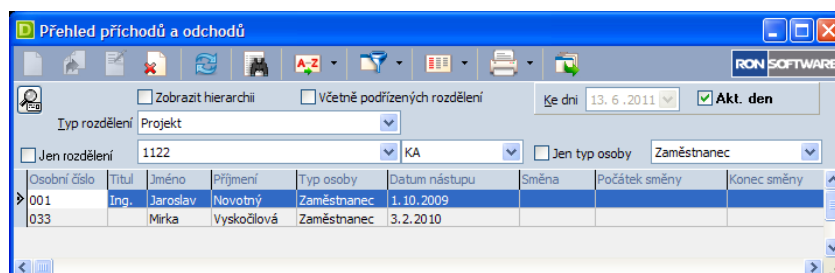 D Přehled příchodů a odchodů
A-Z
RON SOFTWARE
Zobrazit hierarchii Včetně podřízených rozdělení Ke dni 13. 6 .2011 Akt. den
Typ rozdělení Projekt
Jen rozdělení 1122 KA Jen typ osoby Zaměstnanec
Osobní číslo Titul Jméno Příjmení Typ osoby Datum nástupu Směna Počátek směny Konec směny
001 Ing. Jaroslav Novotný Zaměstnanec 1.10.2009
033 Mirka Vyskočilová Zaměstnanec 3.2.2010